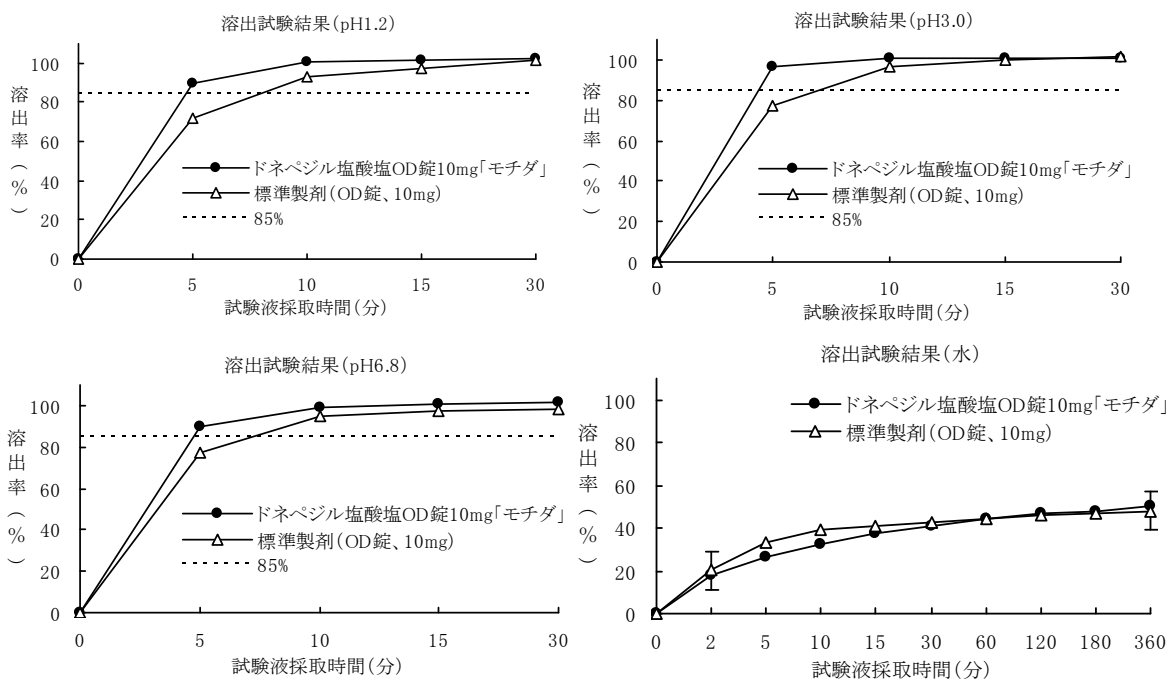 溶出試験結果(pH1.2)
溶出率(%)
100
80
60
40
20
0
ドネペジル塩酸塩OD錠10mg「モチダ」
標準製剤(OD錠、10mg)
85%
0 5 10 15 30
試験液採取時間(分)
溶出試験結果(pH3.0)
溶出率(%)
100
80
60
40
20
0
ドネペジル塩酸塩OD錠10mg「モチダ」
標準製剤(OD錠、10mg)
85%
0 5 10 15 30
試験液採取時間(分)
溶出試験結果(pH6.8)
溶出率(%)
100
80
60
40
20
0
ドネペジル塩酸塩OD錠10mg「モチダ」
標準製剤(OD錠、10mg)
85%
0 5 10 15 30
試験液採取時間(分)
溶出試験結果(水)
溶出率(%)
100
80
60
40
20
0
ドネペジル塩酸塩OD錠10mg「モチダ」
標準製剤(OD錠、10mg)
0 2 5 10 15 30 60 120 180 360
試験液採取時間(分)